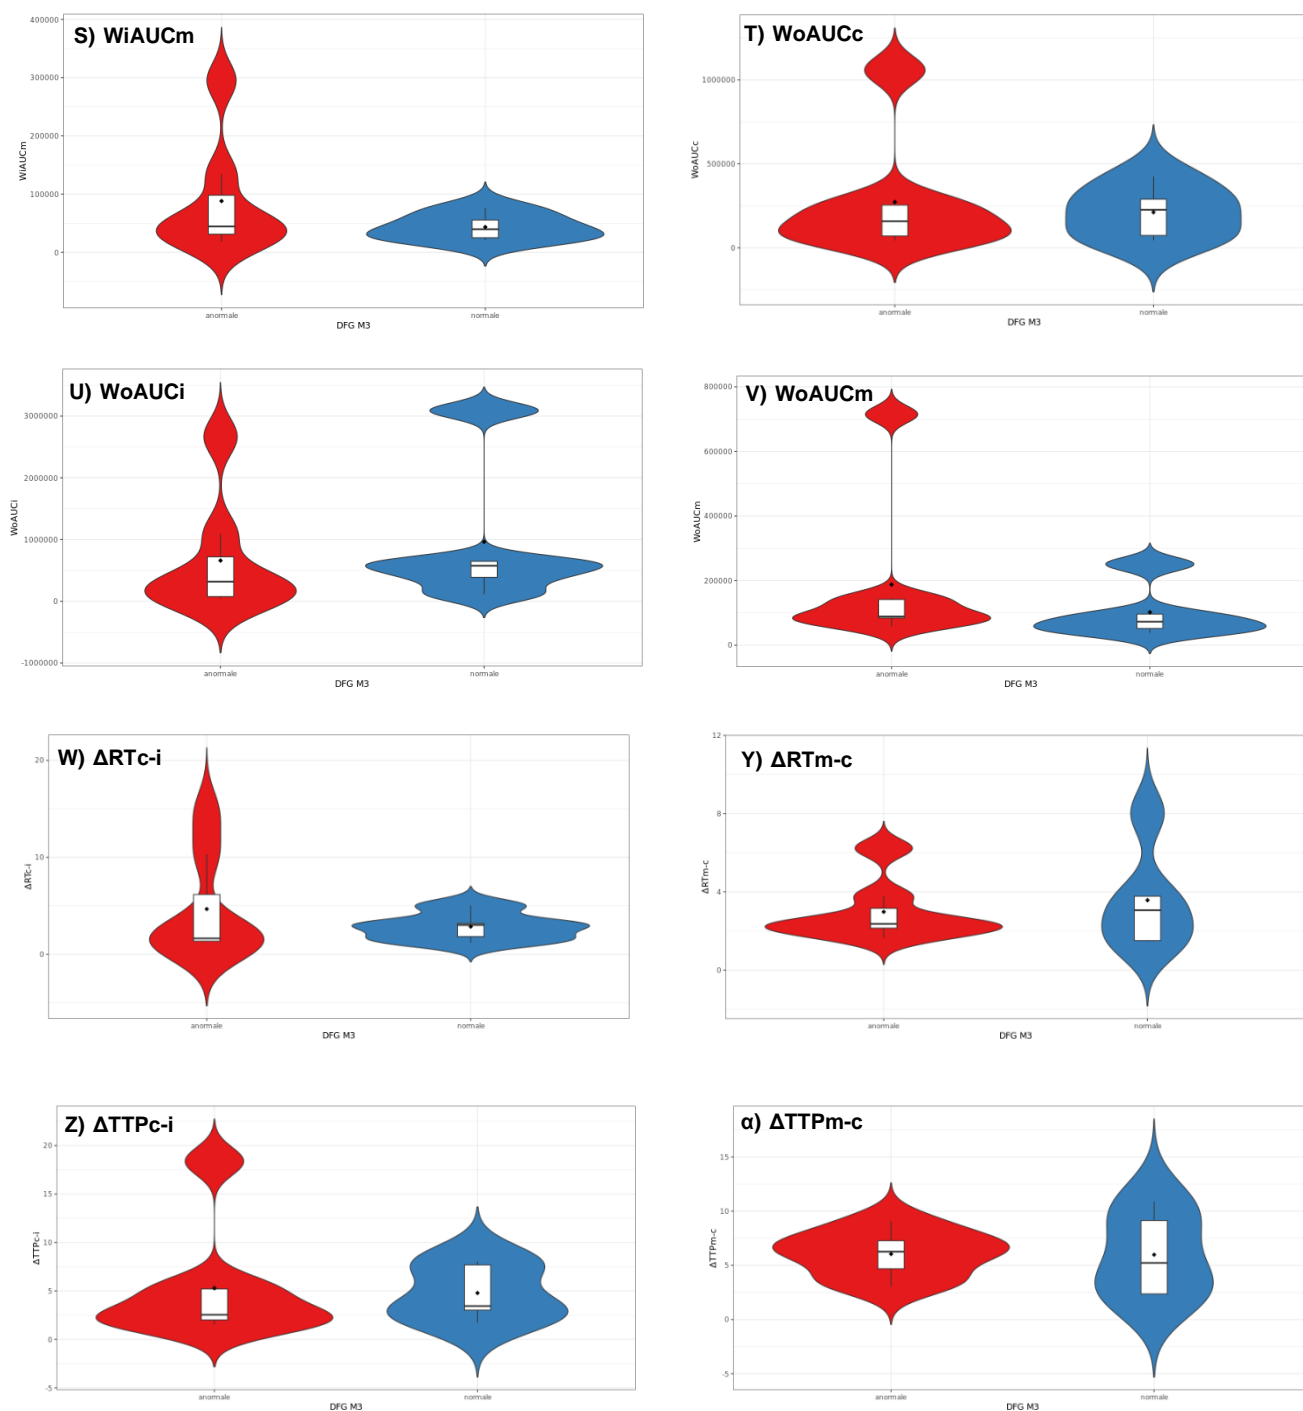 S) WiAUCm
400000
300000
200000
100000
0
WiAUCm
anormale
normale
DFG M3
T) WoAUCc
1000000
500000
0
WoAUCc
anormale
normale
DFG M3
U) WoAUCi
3000000
2000000
1000000
0
-1000000
WoAUCi
anormale
normale
DFG M3
V) WoAUCm
800000
600000
400000
200000
0
WoAUCm
anormale
normale
DFG M3
W) ΔRTc-i
20
10
0
ΔRTc-i
anormale
normale
DFG M3
Y) ΔRTm-c
12
8
4
0
ΔRTm-c
anormale
normale
DFG M3
Z) ΔTTPc-i
20
15
10
5
0
-5
ΔTTPc-i
anormale
normale
DFG M3
α) ΔTTPm-c
15
10
5
0
-5
ΔTTPm-c
anormale
normale
DFG M3